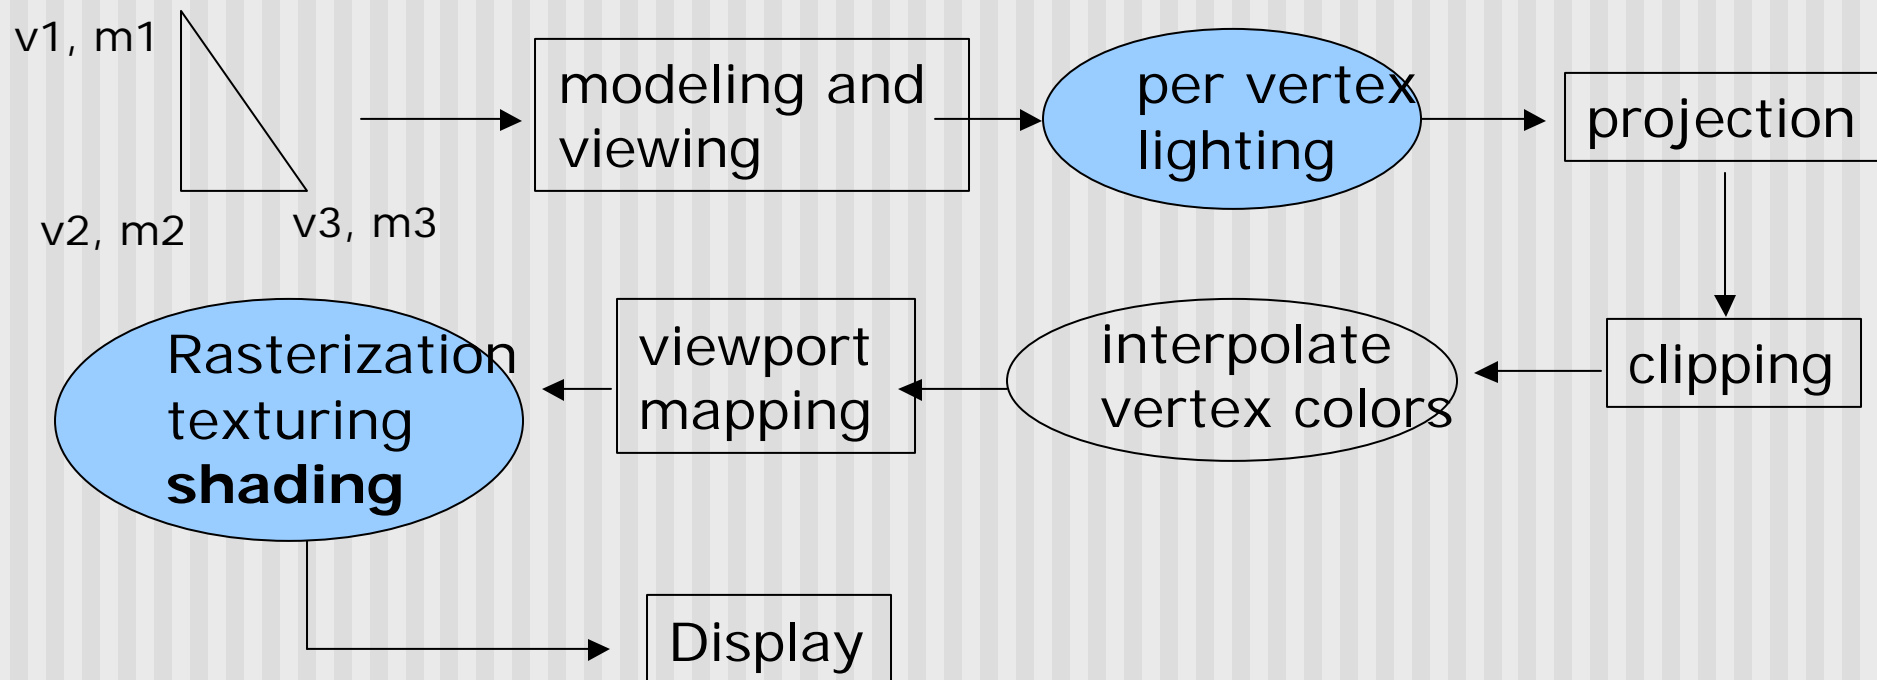 v1, m1
v2, m2
v3, m3
modeling and
viewing
per vertex
lighting
projection
clipping
interpolate
vertex colors
viewport
mapping
Rasterization
texturing
shading
Display